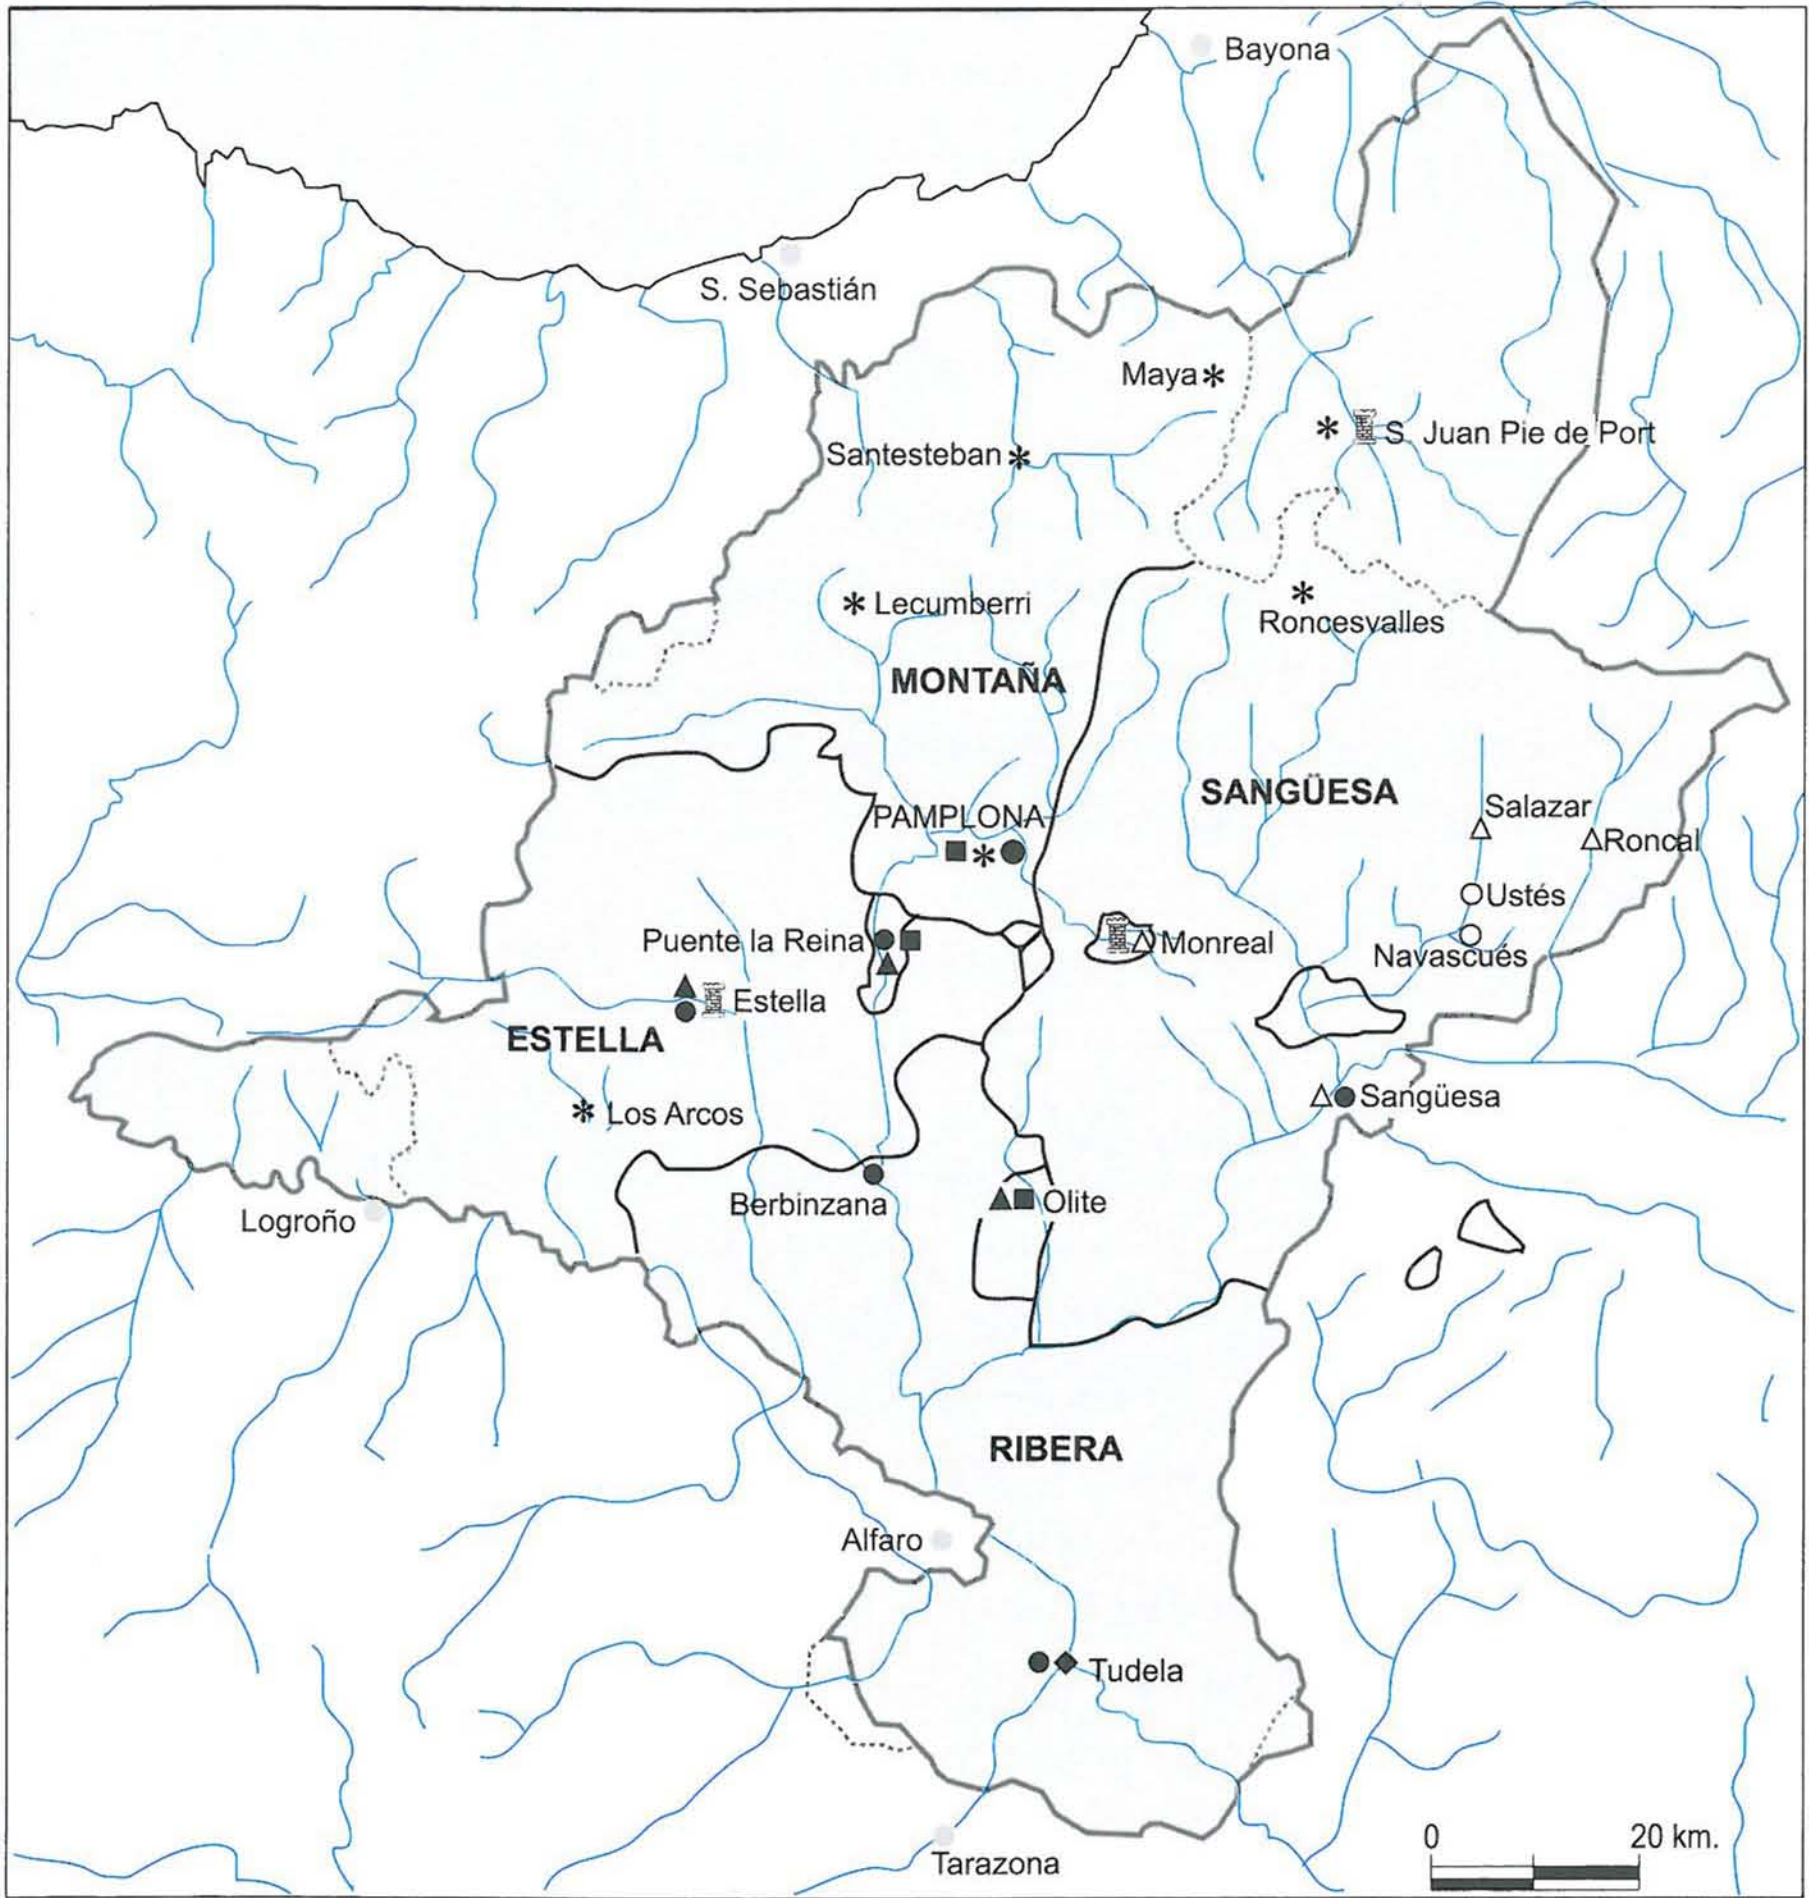 Bayona
S. Sebastián
Maya
S. Juan Pie de Port
Santesteban
Lecumberri
Roncesvalles
MONTAÑA
SANGÜESA
Salazar
PAMPLONA
Roncal
Ustés
Puente la Reina
Monreal
Navascués
Estella
ESTELLA
Sangüesa
Los Arcos
Berbinzana
Olite
Logroño
RIBERA
Alfaro
Tudela
0 20 km.
Tarazona